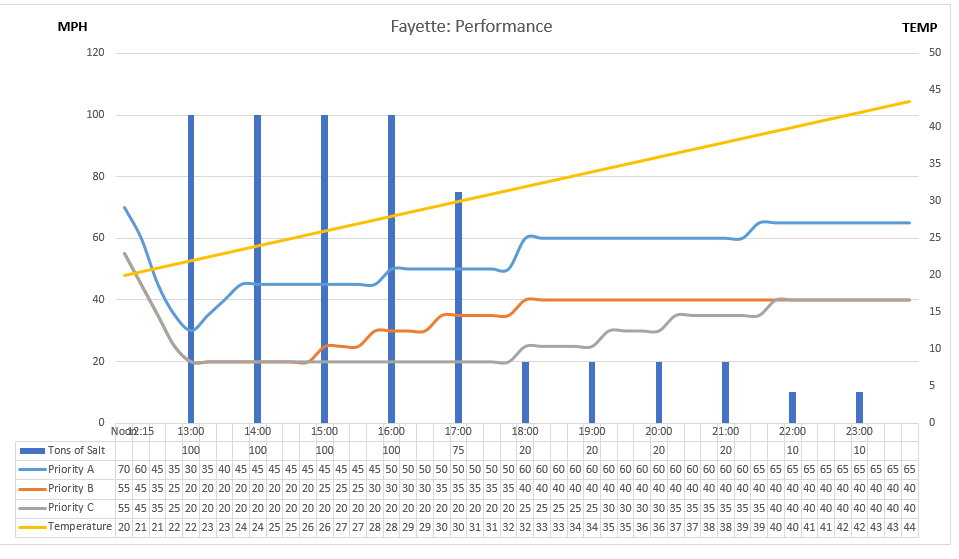 MPH
Fayette: Performance
TEMP
120
100
80
60
40
20
0
50
45
40
35
30
25
20
15
10
5
0
Noon 12:15 13:00 14:00 15:00 16:00 17:00 18:00 19:00 20:00 21:00 22:00 23:00
Tons of Salt 100 100 100 100 75 20 20 20 20 10 10
Priority A 70 60 45 35 30 35 40 45 45 45 45 45 45 45 45 45 50 50 50 50 50 50 50 50 60 60 60 60 60 60 60 60 60 60 60 60 60 60 65 65 65 65 65 65 65 65 65 65
Priority B 55 45 35 25 20 20 20 20 20 20 20 20 25 25 25 30 30 30 30 35 35 35 35 35 40 40 40 40 40 40 40 40 40 40 40 40 40 40 40 40 40 40 40 40 40 40 40 40
Priority C 55 45 35 25 20 20 20 20 20 20 20 20 20 20 20 20 20 20 20 20 20 20 20 20 25 25 25 25 25 30 30 30 30 35 35 35 35 35 35 40 40 40 40 40 40 40 40 40
Temperature 20 21 21 22 22 23 23 24 24 25 25 26 26 27 27 28 28 29 29 30 30 31 31 32 32 33 33 34 34 35 35 36 36 37 37 38 38 39 39 40 40 41 41 42 42 43 43 44